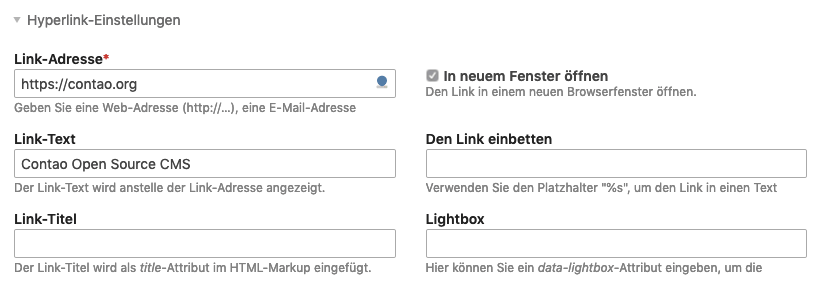 Hyperlink-Einstellungen
Link-Adresse*
https://contao.org
Geben Sie eine Web-Adresse (http://…), eine E-Mail-Adresse
In neuem Fenster öffnen
Den Link in einem neuen Browserfenster öffnen.
Link-Text
Contao Open Source CMS
Der Link-Text wird anstelle der Link-Adresse angezeigt.
Den Link einbetten
Verwenden Sie den Platzhalter "%s", um den Link in einen Text
Link-Titel
Der Link-Titel wird als title-Attribut im HTML-Markup eingefügt.
Lightbox
Hier können Sie ein data-lightbox-Attribut eingeben, um die